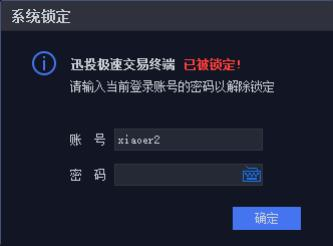 系统锁定
迅投极速交易终端 已被锁定!
请输入当前登录账号的密码以解除锁定
账 号 xiaoer2
密 码
确定